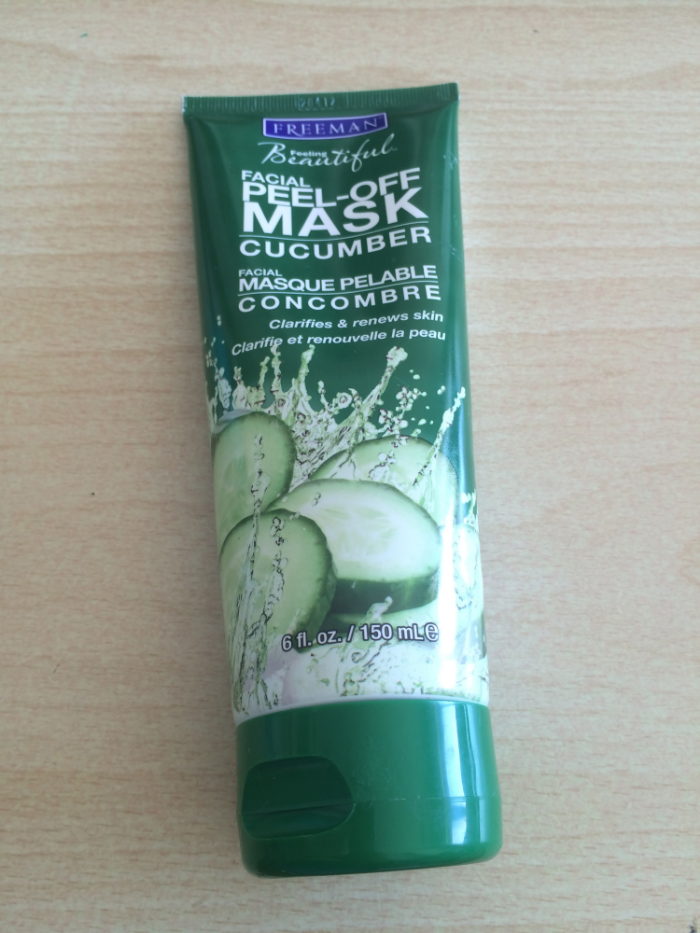 FREEMAN
Feeling
Beautiful
FACIAL
PEEL-OFF
MASK
CUCUMBER
FACIAL
MASQUE PELABLE
CONCOMBRE
Clarifies & renews skin
Clarifie et renouvelle la peau
6 fl. oz. / 150 mL ℮